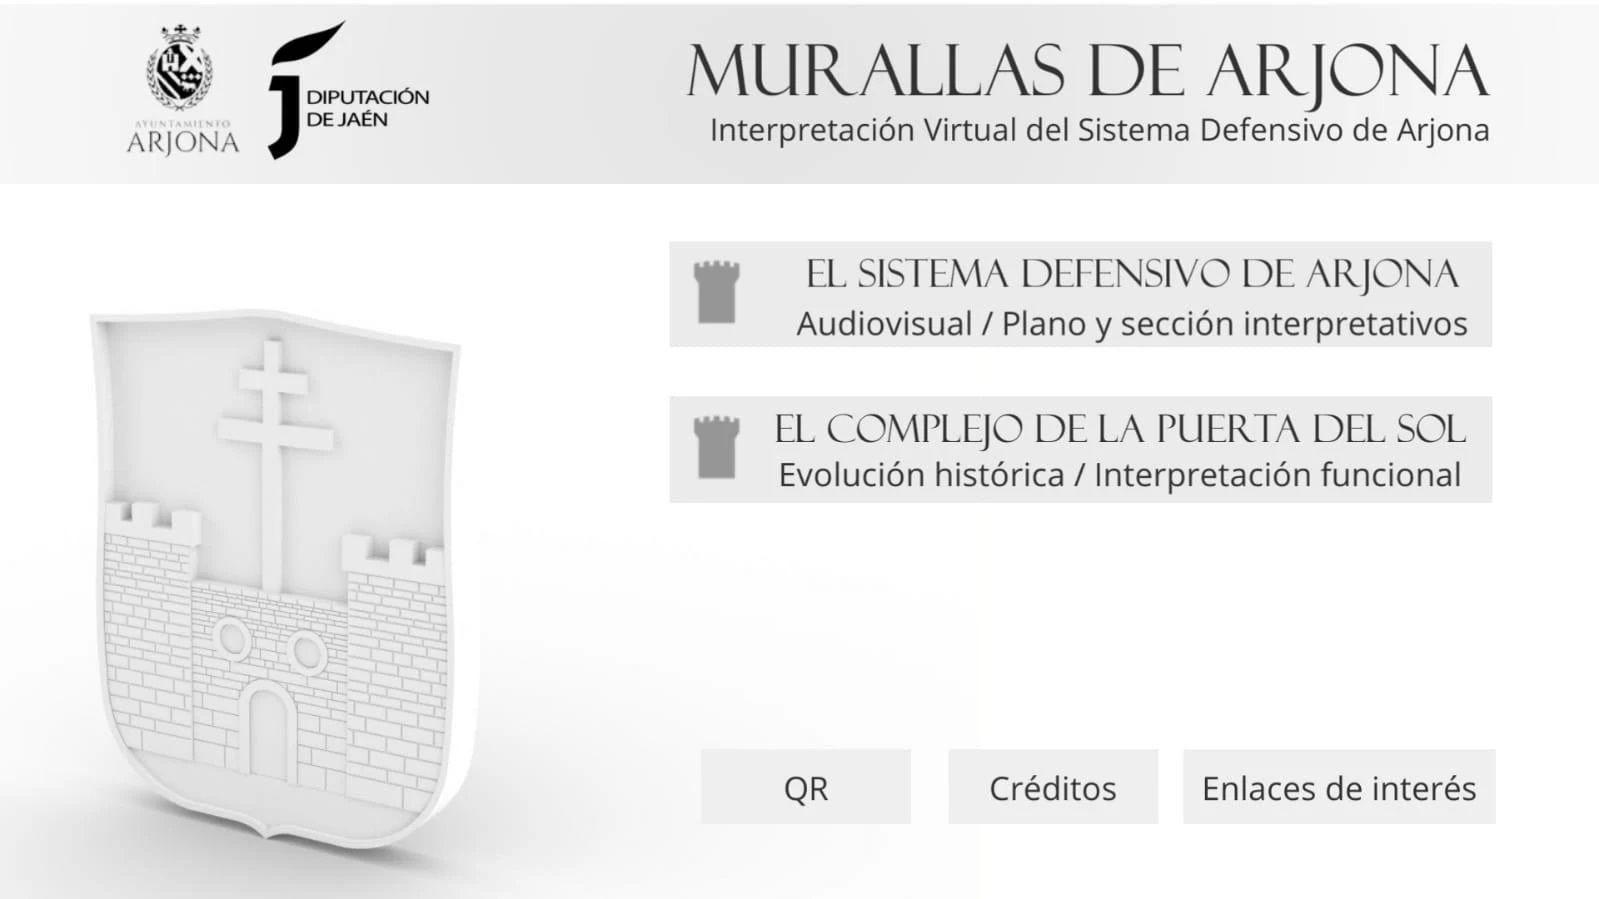 AYUNTAMIENTO
ARJONA
DIPUTACIÓN
DE JAÉN
MURALLAS DE ARJONA
Interpretación Virtual del Sistema Defensivo de Arjona
EL SISTEMA DEFENSIVO DE ARJONA
Audiovisual / Plano y sección interpretativos
EL COMPLEJO DE LA PUERTA DEL SOL
Evolución histórica / Interpretación funcional
QR
Créditos
Enlaces de interés